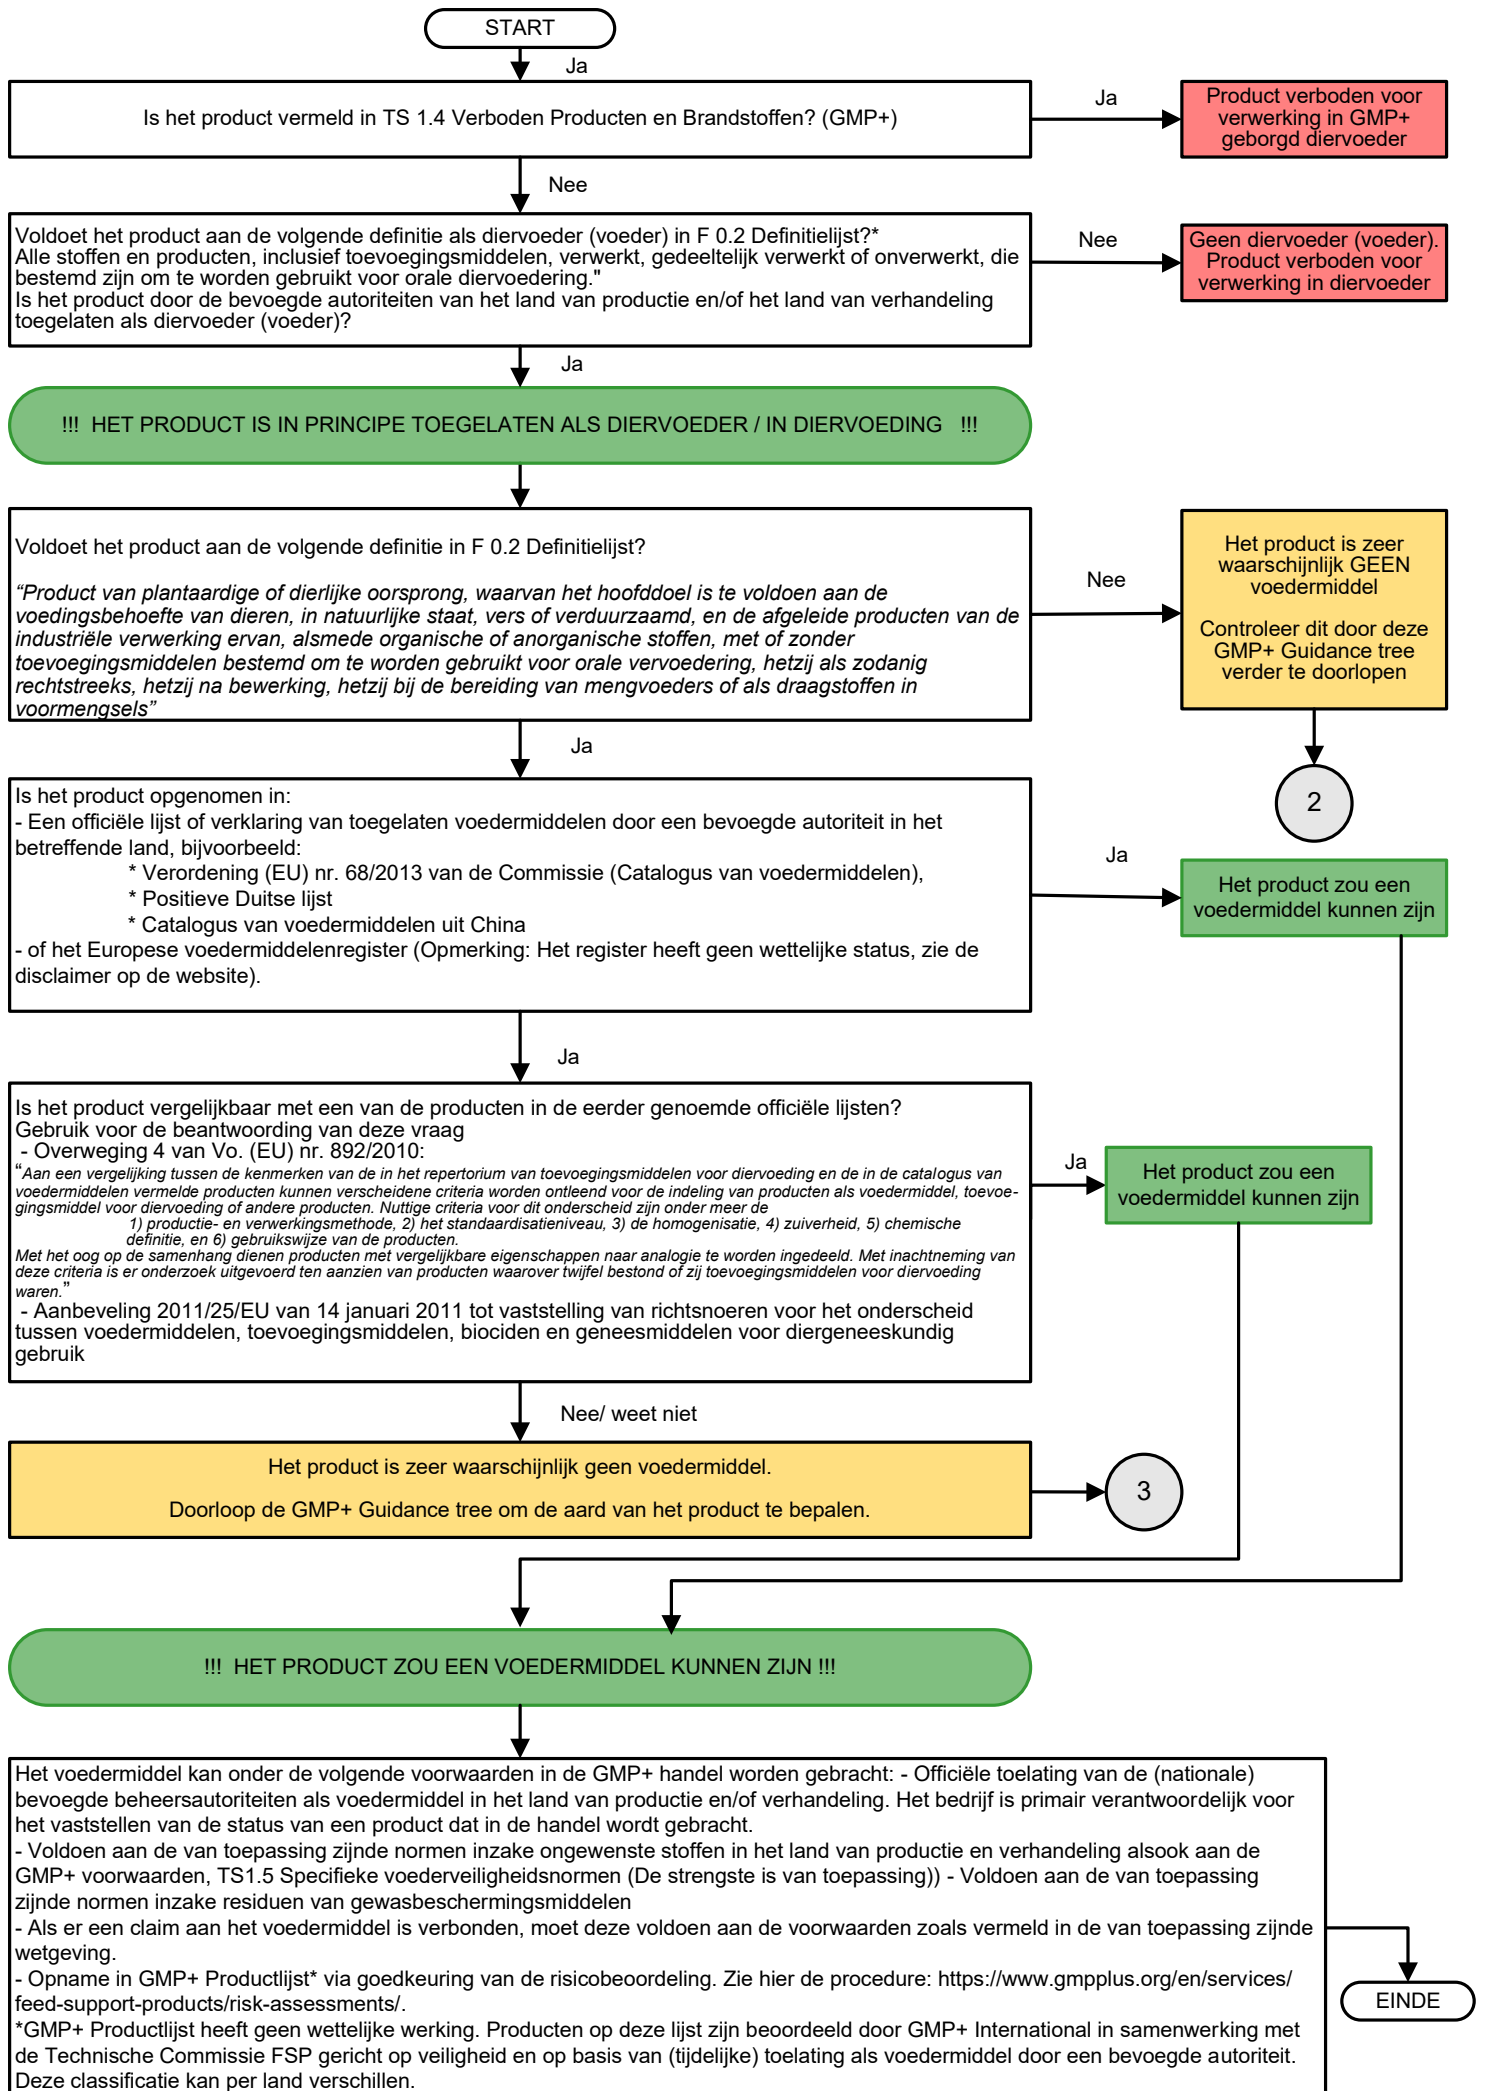 START
Ja
Is het product vermeld in TS 1.4 Verboden Producten en Brandstoffen? (GMP+)
Ja
Product verboden voor
verwerking in GMP+
geborgd diervoeder
Nee
Voldoet het product aan de volgende definitie als diervoeder (voeder) in F 0.2 Definitielijst?*
Alle stoffen en producten, inclusief toevoegingsmiddelen, verwerkt, gedeeltelijk verwerkt of onverwerkt, die
bestemd zijn om te worden gebruikt voor orale diervoedering."
Is het product door de bevoegde autoriteiten van het land van productie en/of het land van verhandeling
toegelaten als diervoeder (voeder)?
Nee
Geen diervoeder (voeder).
Product verboden voor
verwerking in diervoeder
Ja
!!! HET PRODUCT IS IN PRINCIPE TOEGELATEN ALS DIERVOEDER / IN DIERVOEDING !!!
Voldoet het product aan de volgende definitie in F 0.2 Definitielijst?
“Product van plantaardige of dierlijke oorsprong, waarvan het hoofddoel is te voldoen aan de
voedingsbehoefte van dieren, in natuurlijke staat, vers of verduurzaamd, en de afgeleide producten van de
industriële verwerking ervan, alsmede organische of anorganische stoffen, met of zonder
toevoegingsmiddelen bestemd om te worden gebruikt voor orale vervoedering, hetzij als zodanig
rechtstreeks, hetzij na bewerking, hetzij bij de bereiding van mengvoeders of als draagstoffen in
voormengsels”
Nee
Het product is zeer
waarschijnlijk GEEN
voedermiddel
Controleer dit door deze
GMP+ Guidance tree
verder te doorlopen
2
Ja
Is het product opgenomen in:
- Een officiële lijst of verklaring van toegelaten voedermiddelen door een bevoegde autoriteit in het
betreffende land, bijvoorbeeld:
* Verordening (EU) nr. 68/2013 van de Commissie (Catalogus van voedermiddelen),
* Positieve Duitse lijst
* Catalogus van voedermiddelen uit China
- of het Europese voedermiddelenregister (Opmerking: Het register heeft geen wettelijke status, zie de
disclaimer op de website).
Ja
Het product zou een
voedermiddel kunnen zijn
Ja
Is het product vergelijkbaar met een van de producten in de eerder genoemde officiële lijsten?
Gebruik voor de beantwoording van deze vraag
- Overweging 4 van Vo. (EU) nr. 892/2010:
“Aan een vergelijking tussen de kenmerken van de in het repertorium van toevoegingsmiddelen voor diervoeding en de in de catalogus van
voedermiddelen vermelde producten kunnen verscheidene criteria worden ontleend voor de indeling van producten als voedermiddel, toevoe-
gingsmiddel voor diervoeding of andere producten. Nuttige criteria voor dit onderscheid zijn onder meer de
1) productie- en verwerkingsmethode, 2) het standaardisatieniveau, 3) de homogenisatie, 4) zuiverheid, 5) chemische
definitie, en 6) gebruikswijze van de producten.
Met het oog op de samenhang dienen producten met vergelijkbare eigenschappen naar analogie te worden ingedeeld. Met inachtneming van
deze criteria is er onderzoek uitgevoerd ten aanzien van producten waarover twijfel bestond of zij toevoegingsmiddelen voor diervoeding
waren.”
- Aanbeveling 2011/25/EU van 14 januari 2011 tot vaststelling van richtsnoeren voor het onderscheid
tussen voedermiddelen, toevoegingsmiddelen, biociden en geneesmiddelen voor diergeneeskundig
gebruik
Ja
Het product zou een
voedermiddel kunnen zijn
Nee/ weet niet
Het product is zeer waarschijnlijk geen voedermiddel.
Doorloop de GMP+ Guidance tree om de aard van het product te bepalen.
3
!!! HET PRODUCT ZOU EEN VOEDERMIDDEL KUNNEN ZIJN !!!
Het voedermiddel kan onder de volgende voorwaarden in de GMP+ handel worden gebracht: - Officiële toelating van de (nationale)
bevoegde beheersautoriteiten als voedermiddel in het land van productie en/of verhandeling. Het bedrijf is primair verantwoordelijk voor
het vaststellen van de status van een product dat in de handel wordt gebracht.
- Voldoen aan de van toepassing zijnde normen inzake ongewenste stoffen in het land van productie en verhandeling alsook aan de
GMP+ voorwaarden, TS1.5 Specifieke voederveiligheidsnormen (De strengste is van toepassing)) - Voldoen aan de van toepassing
zijnde normen inzake residuen van gewasbeschermingsmiddelen
- Als er een claim aan het voedermiddel is verbonden, moet deze voldoen aan de voorwaarden zoals vermeld in de van toepassing zijnde
wetgeving.
- Opname in GMP+ Productlijst* via goedkeuring van de risicobeoordeling. Zie hier de procedure: https://www.gmpplus.org/en/services/
feed-support-products/risk-assessments/.
*GMP+ Productlijst heeft geen wettelijke werking. Producten op deze lijst zijn beoordeeld door GMP+ International in samenwerking met
de Technische Commissie FSP gericht op veiligheid en op basis van (tijdelijke) toelating als voedermiddel door een bevoegde autoriteit.
Deze classificatie kan per land verschillen.
EINDE